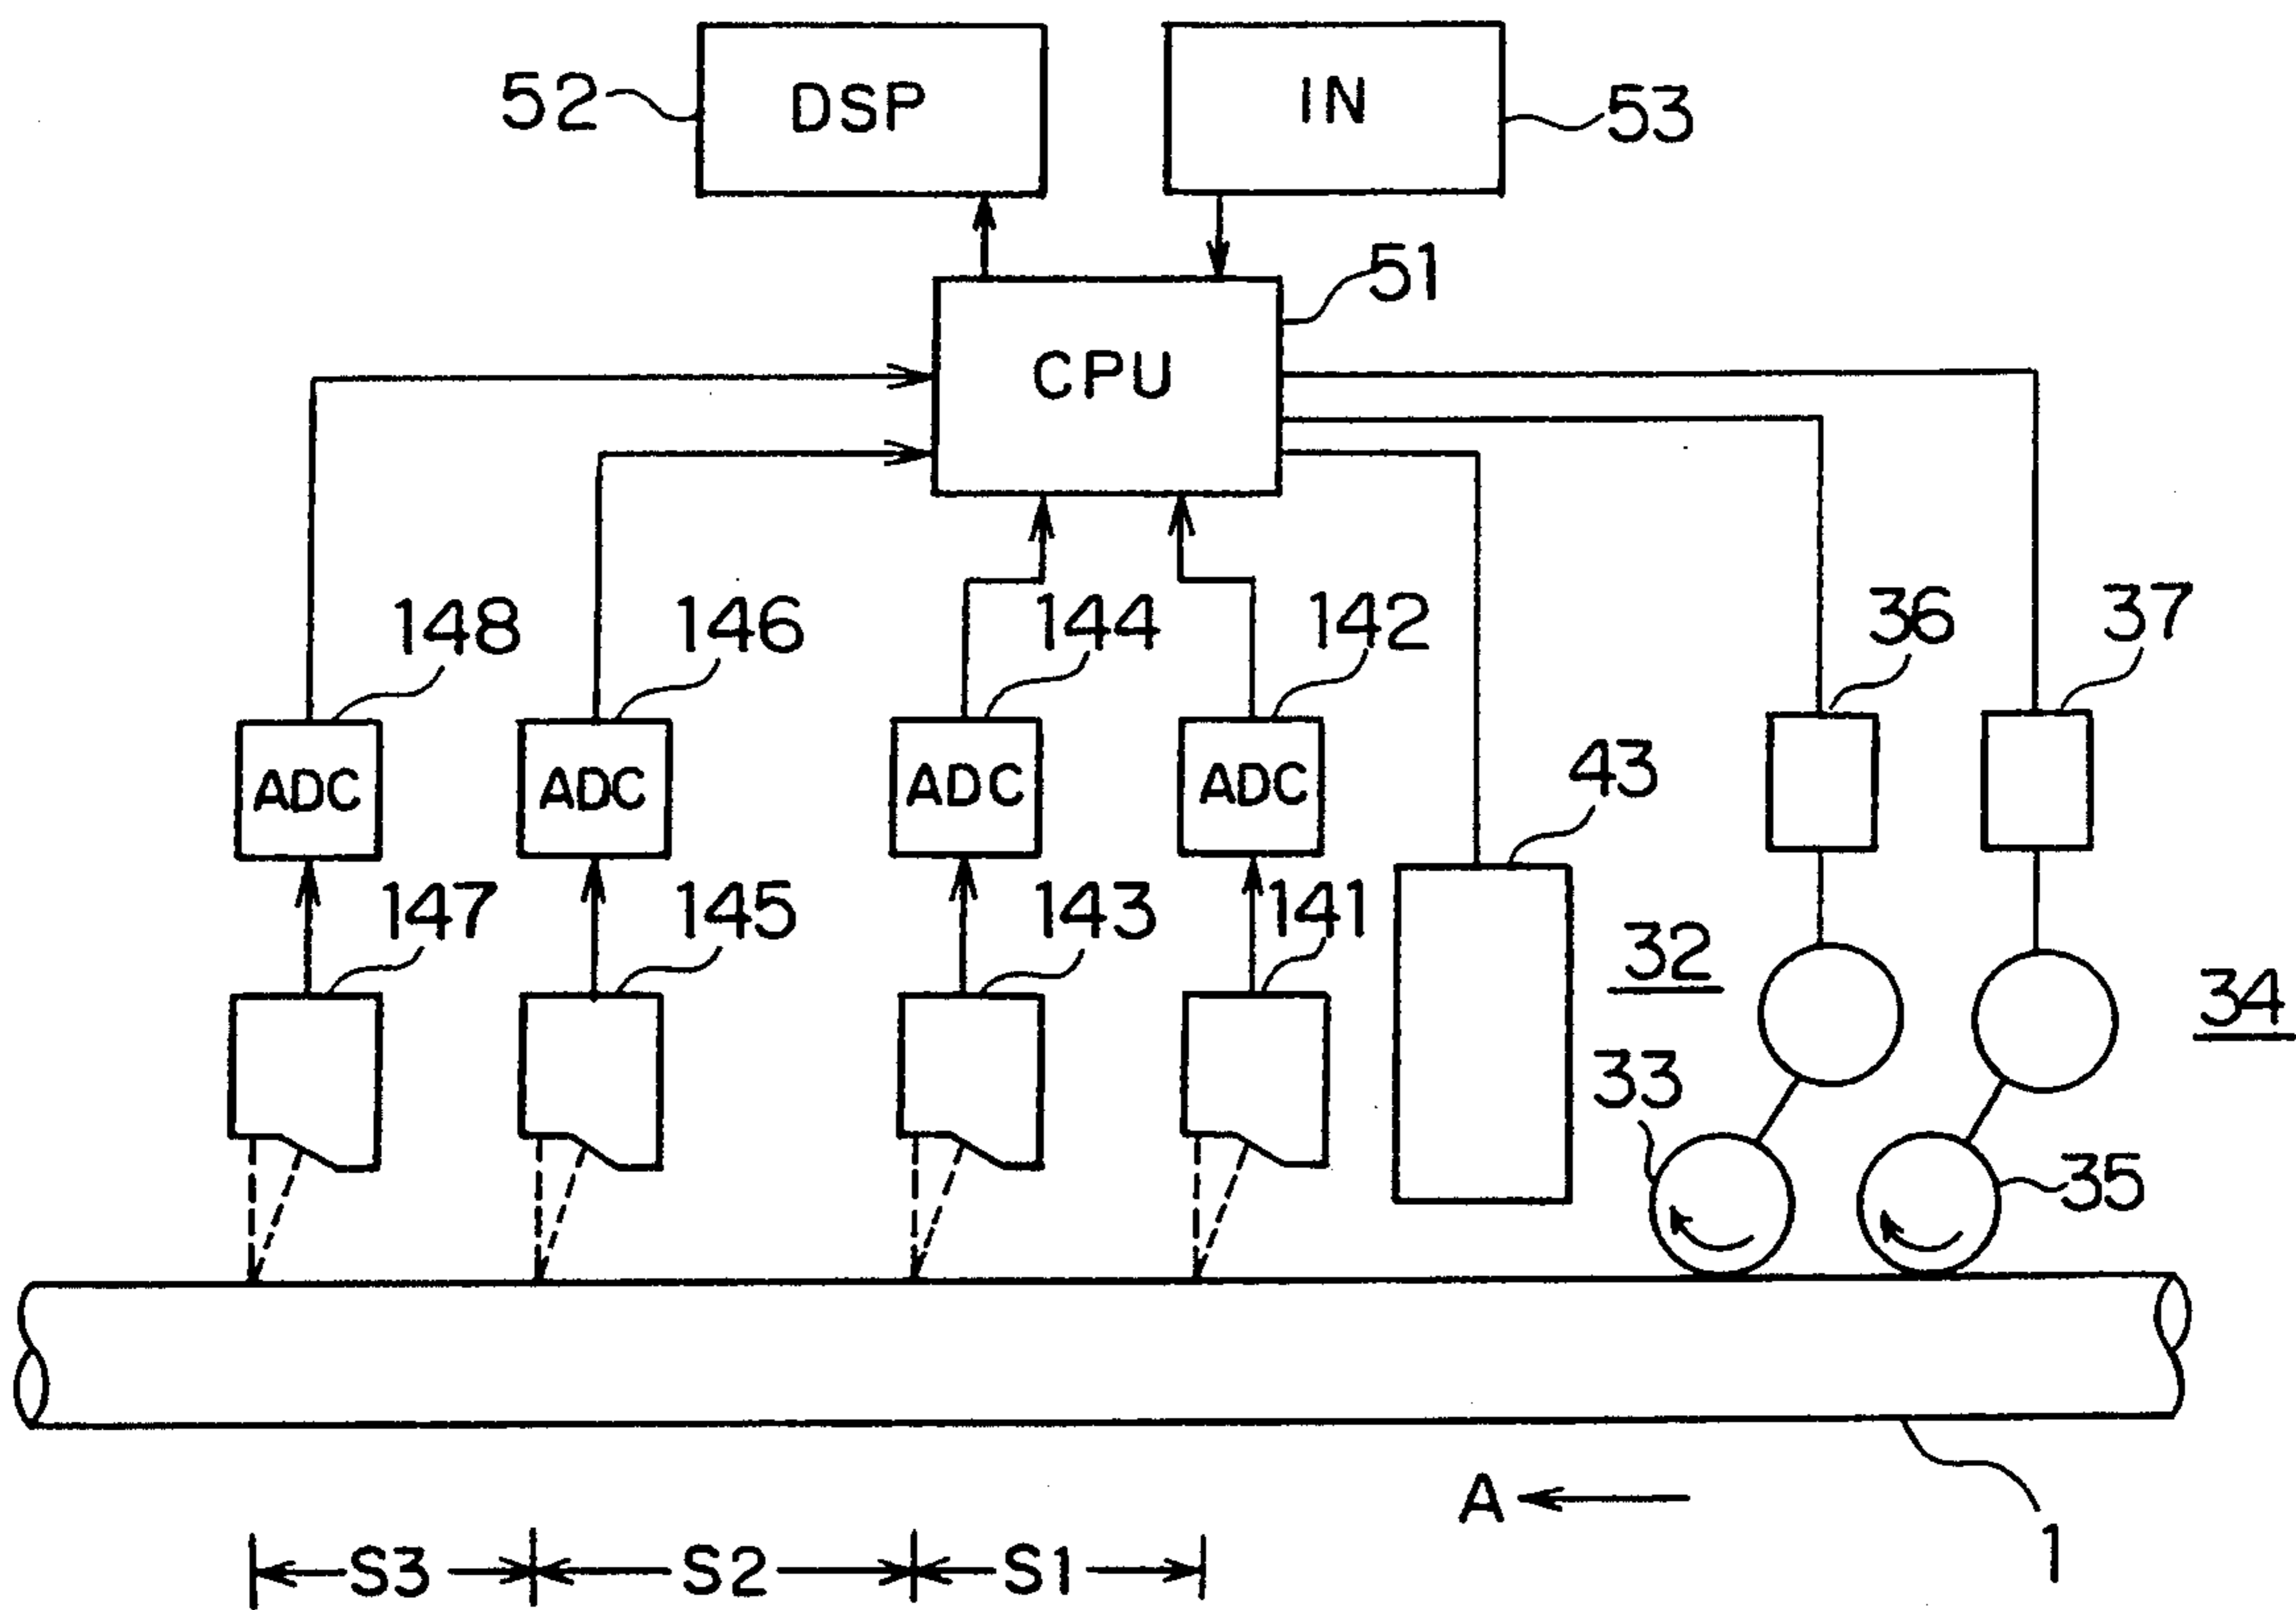 52 DSP IN 53
CPU 51
148 146 144 142 36 37
ADC ADC ADC ADC 43
147 145 143 141 32 34
33 35
A
1
S3 S2 S1